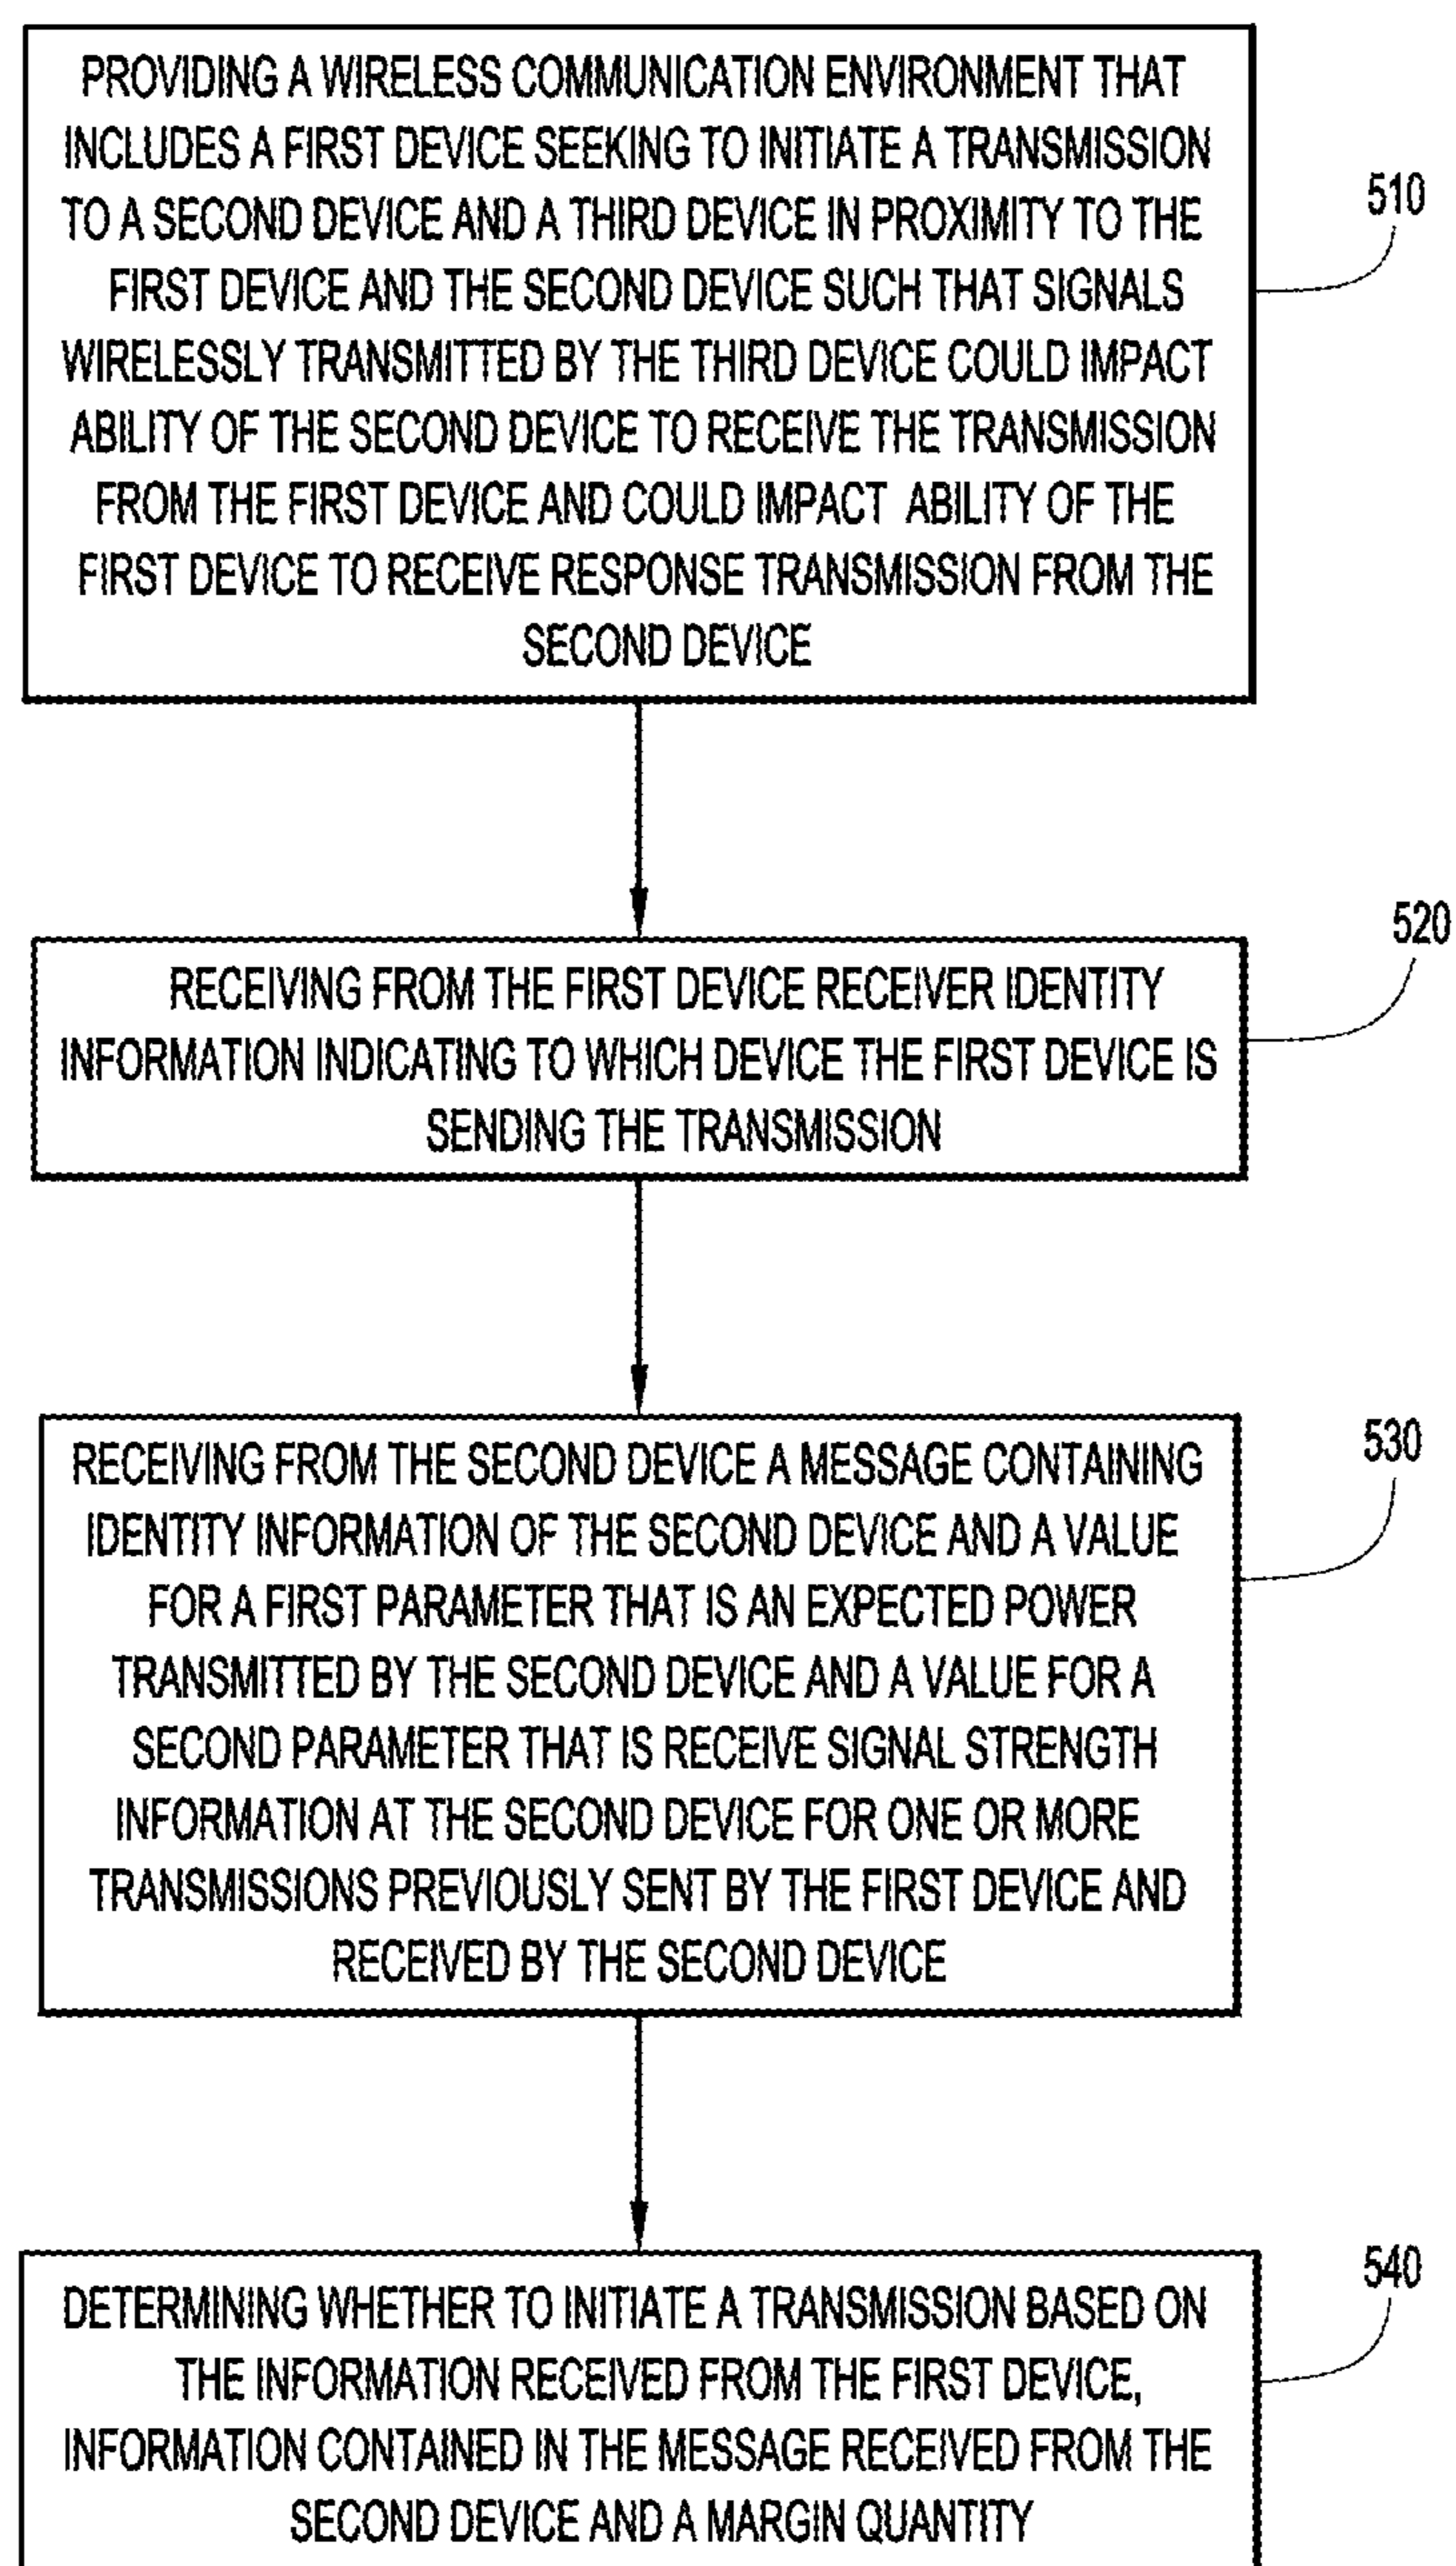 PROVIDING A WIRELESS COMMUNICATION ENVIRONMENT THAT
INCLUDES A FIRST DEVICE SEEKING TO INITIATE A TRANSMISSION
TO A SECOND DEVICE AND A THIRD DEVICE IN PROXIMITY TO THE
FIRST DEVICE AND THE SECOND DEVICE SUCH THAT SIGNALS
WIRELESSLY TRANSMITTED BY THE THIRD DEVICE COULD IMPACT
ABILITY OF THE SECOND DEVICE TO RECEIVE THE TRANSMISSION
FROM THE FIRST DEVICE AND COULD IMPACT ABILITY OF THE
FIRST DEVICE TO RECEIVE RESPONSE TRANSMISSION FROM THE
SECOND DEVICE
510
RECEIVING FROM THE FIRST DEVICE RECEIVER IDENTITY
INFORMATION INDICATING TO WHICH DEVICE THE FIRST DEVICE IS
SENDING THE TRANSMISSION
520
RECEIVING FROM THE SECOND DEVICE A MESSAGE CONTAINING
IDENTITY INFORMATION OF THE SECOND DEVICE AND A VALUE
FOR A FIRST PARAMETER THAT IS AN EXPECTED POWER
TRANSMITTED BY THE SECOND DEVICE AND A VALUE FOR A
SECOND PARAMETER THAT IS RECEIVE SIGNAL STRENGTH
INFORMATION AT THE SECOND DEVICE FOR ONE OR MORE
TRANSMISSIONS PREVIOUSLY SENT BY THE FIRST DEVICE AND
RECEIVED BY THE SECOND DEVICE
530
DETERMINING WHETHER TO INITIATE A TRANSMISSION BASED ON
THE INFORMATION RECEIVED FROM THE FIRST DEVICE,
INFORMATION CONTAINED IN THE MESSAGE RECEIVED FROM THE
SECOND DEVICE AND A MARGIN QUANTITY
540